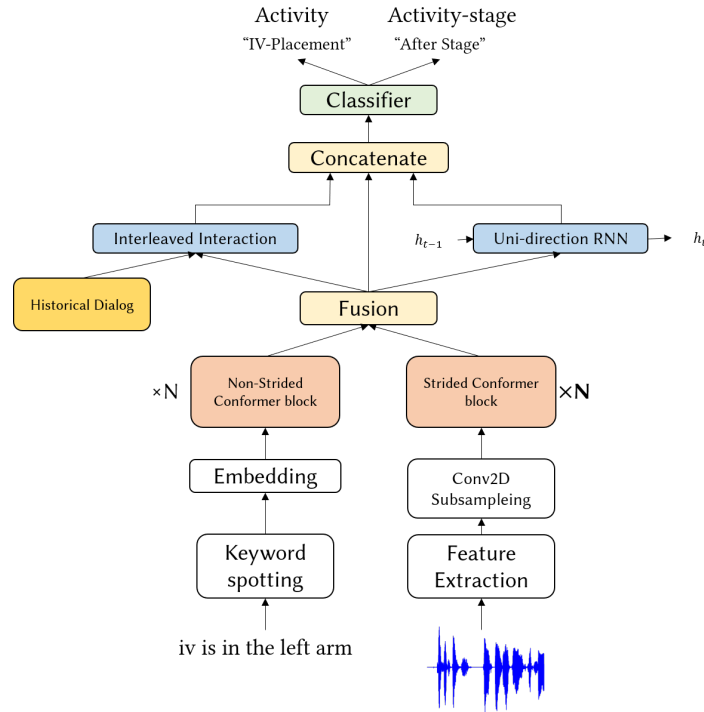 Activity
Activity-stage
“IV-Placement”
“After Stage”
Classifier
Concatenate
Interleaved Interaction
h_{t−1}
Uni-direction RNN
h_t
Historical Dialog
Fusion
×N
Non-Strided
Conformer block
Strided Conformer
block
×N
Embedding
Conv2D
Subsampleing
Keyword
spotting
Feature
Extraction
iv is in the left arm